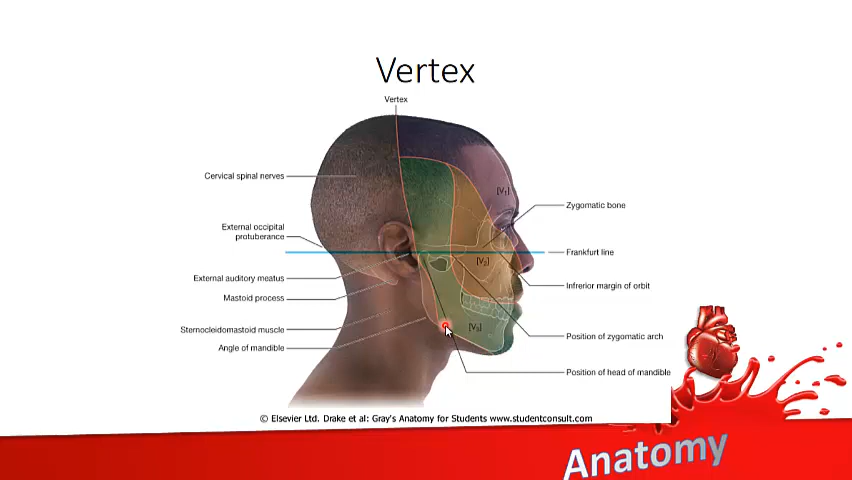 Vertex
Vertex
Cervical spinal nerves
[V₁]
Zygomatic bone
External occipital
protuberance
Frankfurt line
[V₂]
External auditory meatus
Infrerior margin of orbit
Mastoid process
Sternocleidomastoid muscle
[V₃]
Position of zygomatic arch
Angle of mandible
Position of head of mandible
© Elsevier Ltd. Drake et al: Gray's Anatomy for Students www.studentconsult.com
Anatomy